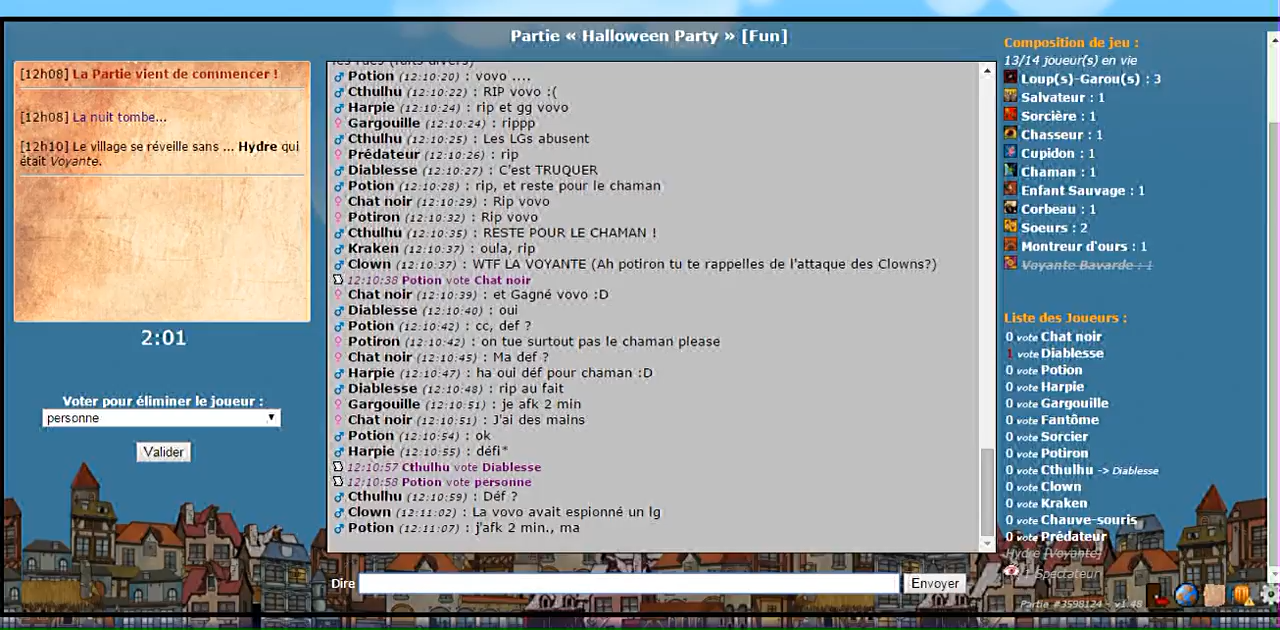 Partie « Halloween Party » [Fun]
[12h08] La Partie vient de commencer !
[12h08] La nuit tombe...
[12h10] Le village se réveille sans ... Hydre qui
était Voyante.
2:01
Voter pour éliminer le joueur :
personne
Valider
les rues (faits divers)
Potion (12:10:20) : vovo ....
Cthulhu (12:10:22) : RIP vovo :(
Harpie (12:10:24) : rip et gg vovo
Gargouille (12:10:24) : rippp
Cthulhu (12:10:25) : Les LGs abusent
Prédateur (12:10:26) : rip
Diablesse (12:10:27) : C'est TRUQUER
Potion (12:10:28) : rip, et reste pour le chaman
Chat noir (12:10:29) : Rip vovo
Potiron (12:10:32) : Rip vovo
Cthulhu (12:10:35) : RESTE POUR LE CHAMAN !
Kraken (12:10:37) : oula, rip
Clown (12:10:37) : WTF LA VOYANTE (Ah potiron tu te rappelles de l'attaque des Clowns?)
12:10:38 Potion vote Chat noir
Chat noir (12:10:39) : et Gagné vovo :D
Diablesse (12:10:40) : oui
Potion (12:10:42) : cc, def ?
Potiron (12:10:42) : on tue surtout pas le chaman please
Chat noir (12:10:45) : Ma def ?
Harpie (12:10:47) : ha oui déf pour chaman :D
Diablesse (12:10:48) : rip au fait
Gargouille (12:10:51) : je afk 2 min
Chat noir (12:10:51) : J'ai des mains
Potion (12:10:54) : ok
Harpie (12:10:55) : défi*
12:10:57 Cthulhu vote Diablesse
12:10:58 Potion vote personne
Cthulhu (12:10:59) : Déf ?
Clown (12:11:02) : La vovo avait espionné un lg
Potion (12:11:07) : j'afk 2 min., ma
Dire
Envoyer
Composition de jeu :
13/14 joueur(s) en vie
Loup(s)-Garou(s) : 3
Salvateur : 1
Sorcière : 1
Chasseur : 1
Cupidon : 1
Chaman : 1
Enfant Sauvage : 1
Corbeau : 1
Soeurs : 2
Montreur d'ours : 1
Voyante Bavarde : 1
Liste des Joueurs :
0 vote Chat noir
1 vote Diablesse
0 vote Potion
0 vote Harpie
0 vote Gargouille
0 vote Fantôme
0 vote Sorcier
0 vote Potiron
0 vote Cthulhu -> Diablesse
0 vote Clown
0 vote Kraken
0 vote Chauve-souris
0 vote Prédateur
Hydre [Voyante]
1 Spectateur
Partie #3598124 - v1.48